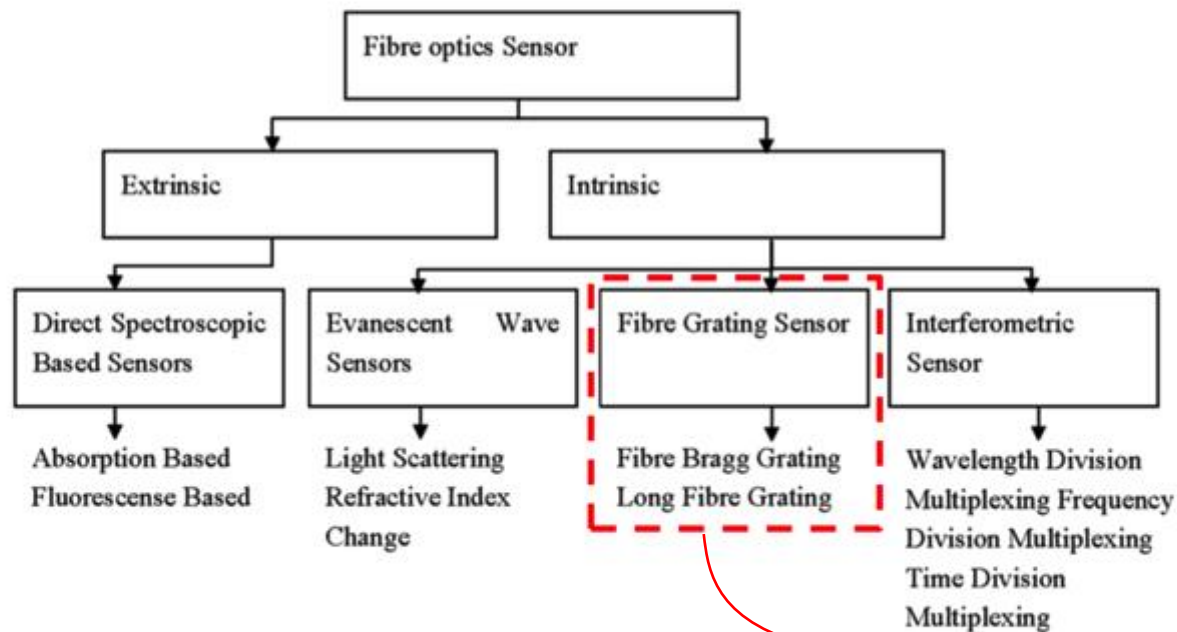 Fibre optics Sensor
Extrinsic
Intrinsic
Direct Spectroscopic
Based Sensors
Evanescent Wave
Sensors
Fibre Grating Sensor
Interferometric
Sensor
Absorption Based
Fluorescense Based
Light Scattering
Refractive Index
Change
Fibre Bragg Grating
Long Fibre Grating
Wavelength Division
Multiplexing Frequency
Division Multiplexing
Time Division
Multiplexing